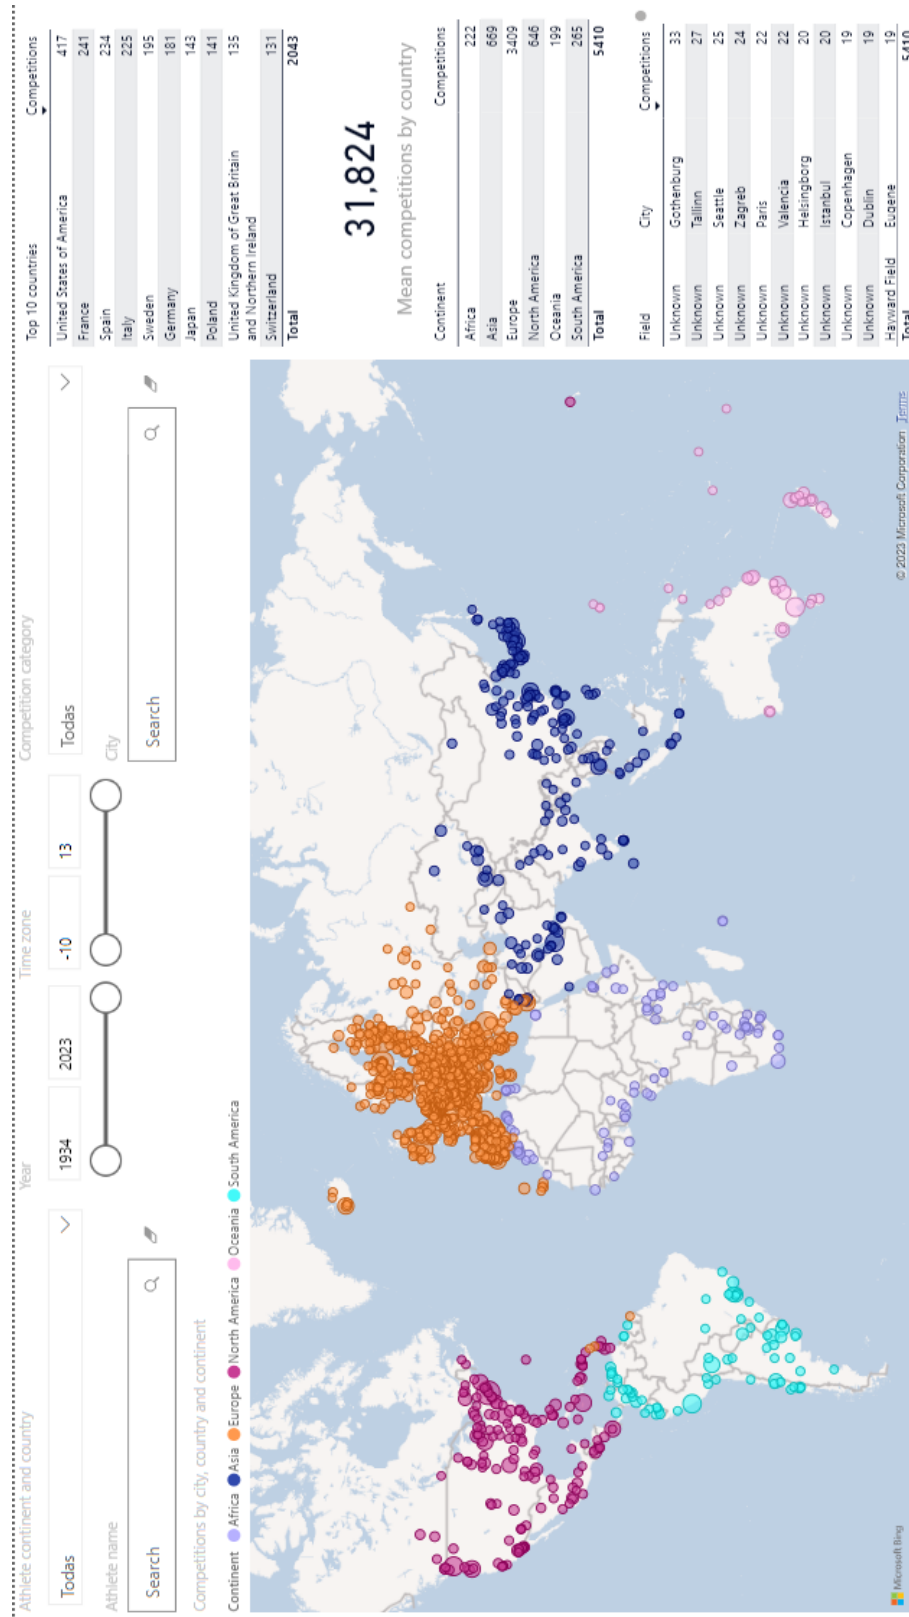 Athlete continent and country
Todas
Year
1934 2023
Time zone
-10 13
Competition category
Todas
Athlete name
Search
City
Search
Competitions by city, country and continent
Continent Africa Asia Europe North America Oceania South America
Microsoft Bing
© 2023 Microsoft Corporation Terms
Top 10 countries Competitions
United States of America 417
France 241
Spain 234
Italy 225
Sweden 195
Germany 181
Japan 143
Poland 141
United Kingdom of Great Britain 135
and Northern Ireland
Switzerland 131
Total 2043
31,824
Mean competitions by country
Continent Competitions
Africa 222
Asia 669
Europe 3409
North America 646
Oceania 199
South America 265
Total 5410
Field City Competitions
Unknown Gothenburg 33
Unknown Tallinn 27
Unknown Seattle 25
Unknown Zagreb 24
Unknown Paris 22
Unknown Valencia 22
Unknown Helsingborg 20
Unknown Istanbul 20
Unknown Copenhagen 19
Unknown Dublin 19
Hayward Field Eugene 19
Total 5410